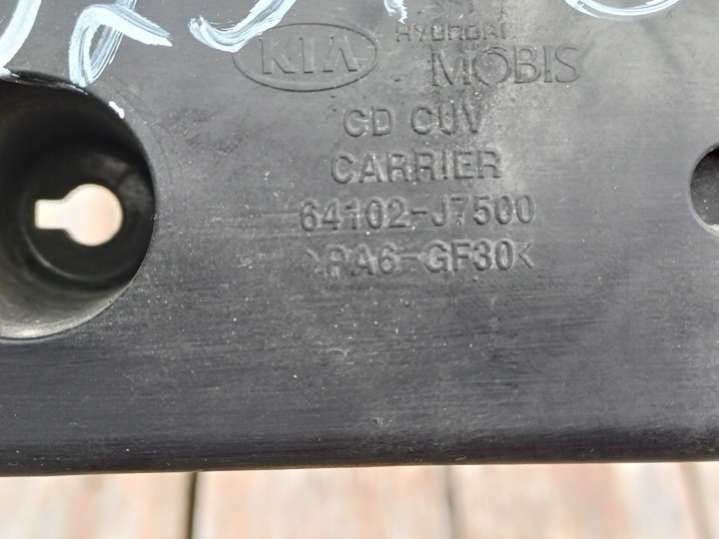 KIA
HYUNDAI
MOBIS
CD CUV
CARRIER
64102-J7500
>PA6-GF30<